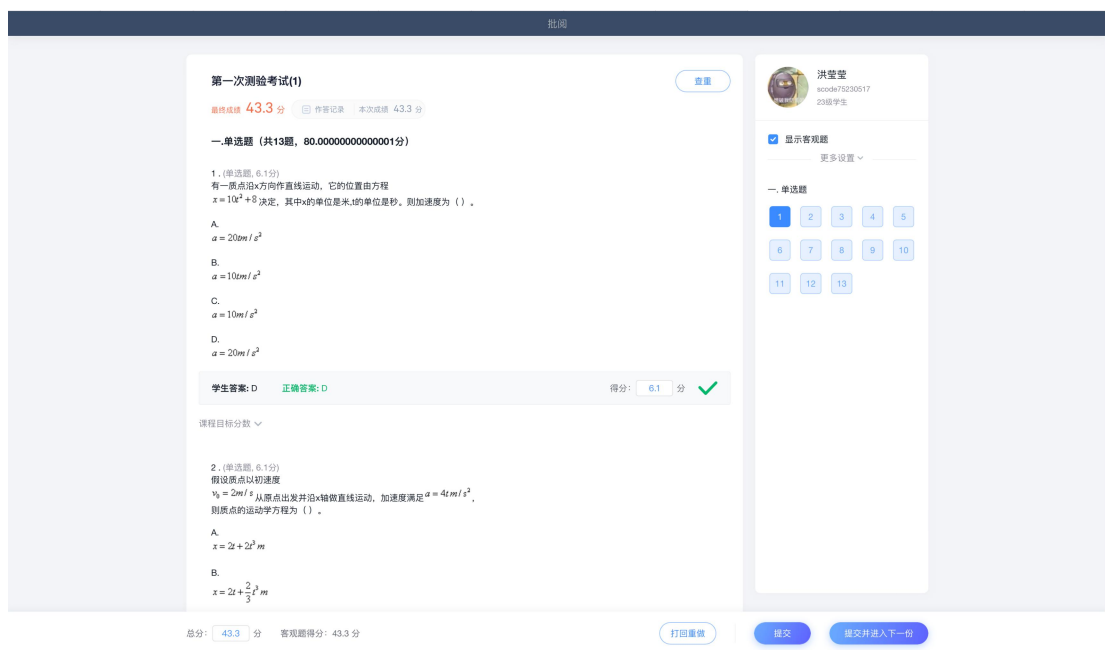 批阅
第一次测验考试(1)
查重
最终成绩 43.3 分 作答记录 本次成绩 43.3 分
一.单选题（共13题，80.00000000000001分）
1 . (单选题, 6.1分)
有一质点沿x方向作直线运动，它的位置由方程
x = 10t² + 8 决定，其中x的单位是米,t的单位是秒。则加速度为（ ）。
A.
a = 20tm / s²
B.
a = 10tm / s²
C.
a = 10m / s²
D.
a = 20m / s²
学生答案: D 正确答案: D 得分: 6.1 分
课程目标分数
2 . (单选题, 6.1分)
假设质点以初速度
v₀ = 2m / s 从原点出发并沿x轴做直线运动，加速度满足 a = 4t m / s²，
则质点的运动学方程为（ ）。
A.
x = 2t + 2t³ m
B.
x = 2t + 2/3 t³ m
总分: 43.3 分 客观题得分: 43.3 分
打回重做
提交
提交并进入下一份
洪莹莹
scode75230517
23级学生
显示客观题
更多设置
一. 单选题
1 2 3 4 5
6 7 8 9 10
11 12 13